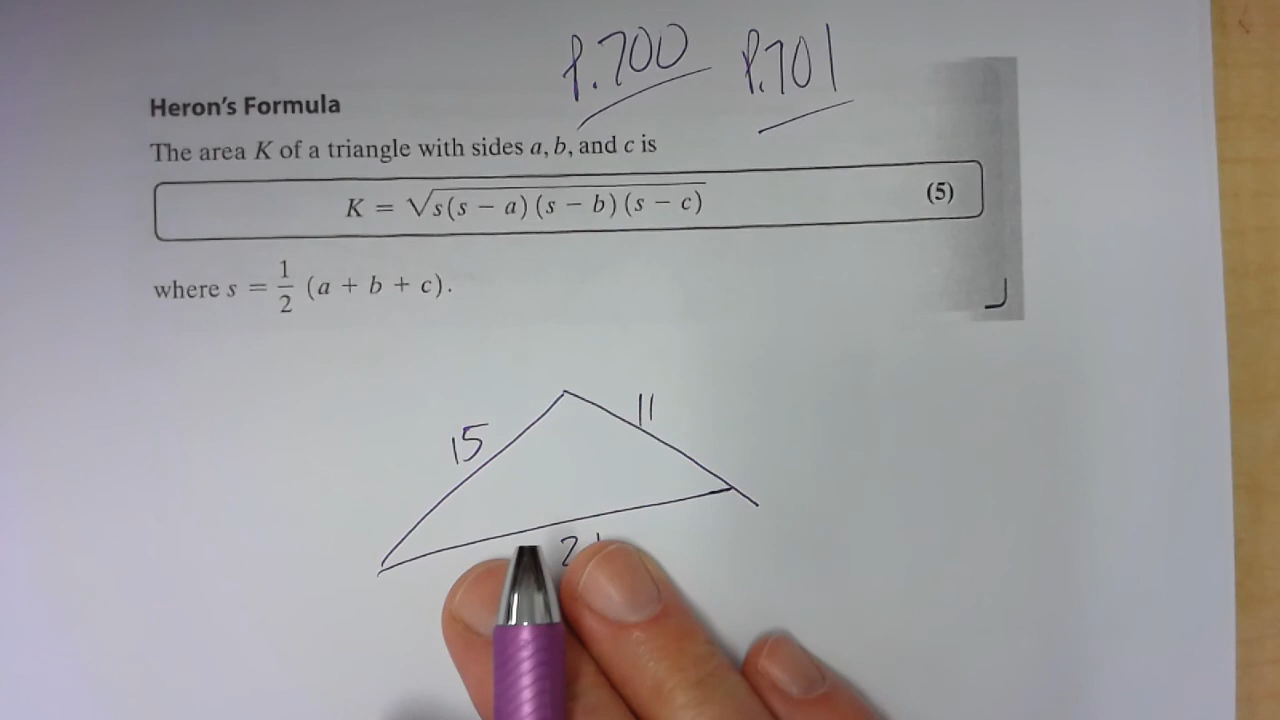 p.700 p.701
Heron's Formula
The area K of a triangle with sides a, b, and c is
K = √s(s − a)(s − b)(s − c) (5)
where s = 1/2 (a + b + c).
11
15